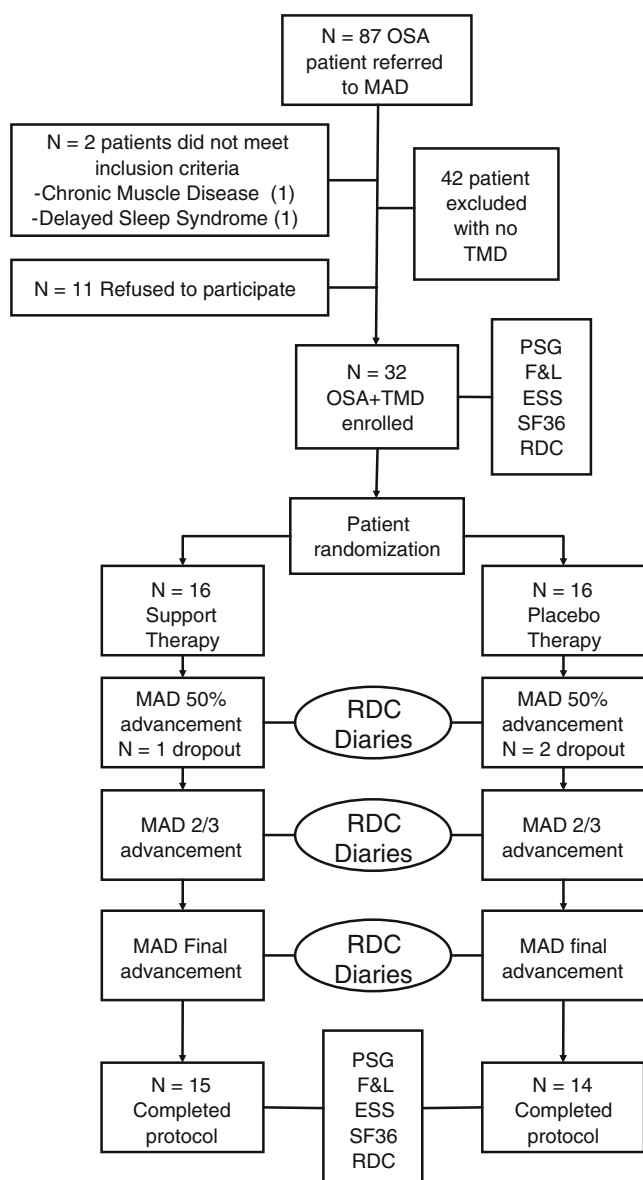 N = 87 OSA
patient referred
to MAD
N = 2 patients did not meet
inclusion criteria
-Chronic Muscle Disease (1)
-Delayed Sleep Syndrome (1)
42 patient
excluded
with no
TMD
N = 11 Refused to participate
N = 32
OSA+TMD
enrolled
PSG
F&L
ESS
SF36
RDC
Patient
randomization
N = 16
Support
Therapy
N = 16
Placebo
Therapy
MAD 50%
advancement
N = 1 dropout
RDC
Diaries
MAD 50%
advancement
N = 2 dropout
MAD 2/3
advancement
RDC
Diaries
MAD 2/3
advancement
MAD Final
advancement
RDC
Diaries
MAD final
advancement
N = 15
Completed
protocol
PSG
F&L
ESS
SF36
RDC
N = 14
Completed
protocol